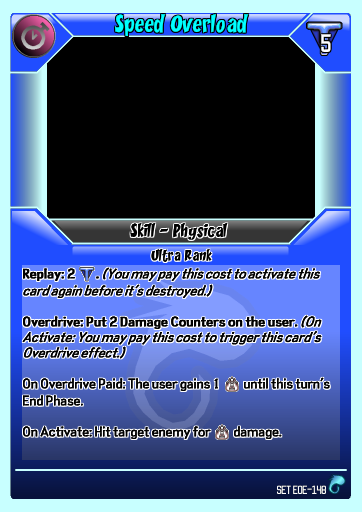 Speed Overload
5
Skill - Physical
Ultra Rank
Replay: 2 . (You may pay this cost to activate this
card again before it's destroyed.)
Overdrive: Put 2 Damage Counters on the user. (On
Activate: You may pay this cost to trigger this card's
Overdrive effect.)
On Overdrive Paid: The user gains 1 until this turn's
End Phase.
On Activate: Hit target enemy for damage.
SET EOE-148